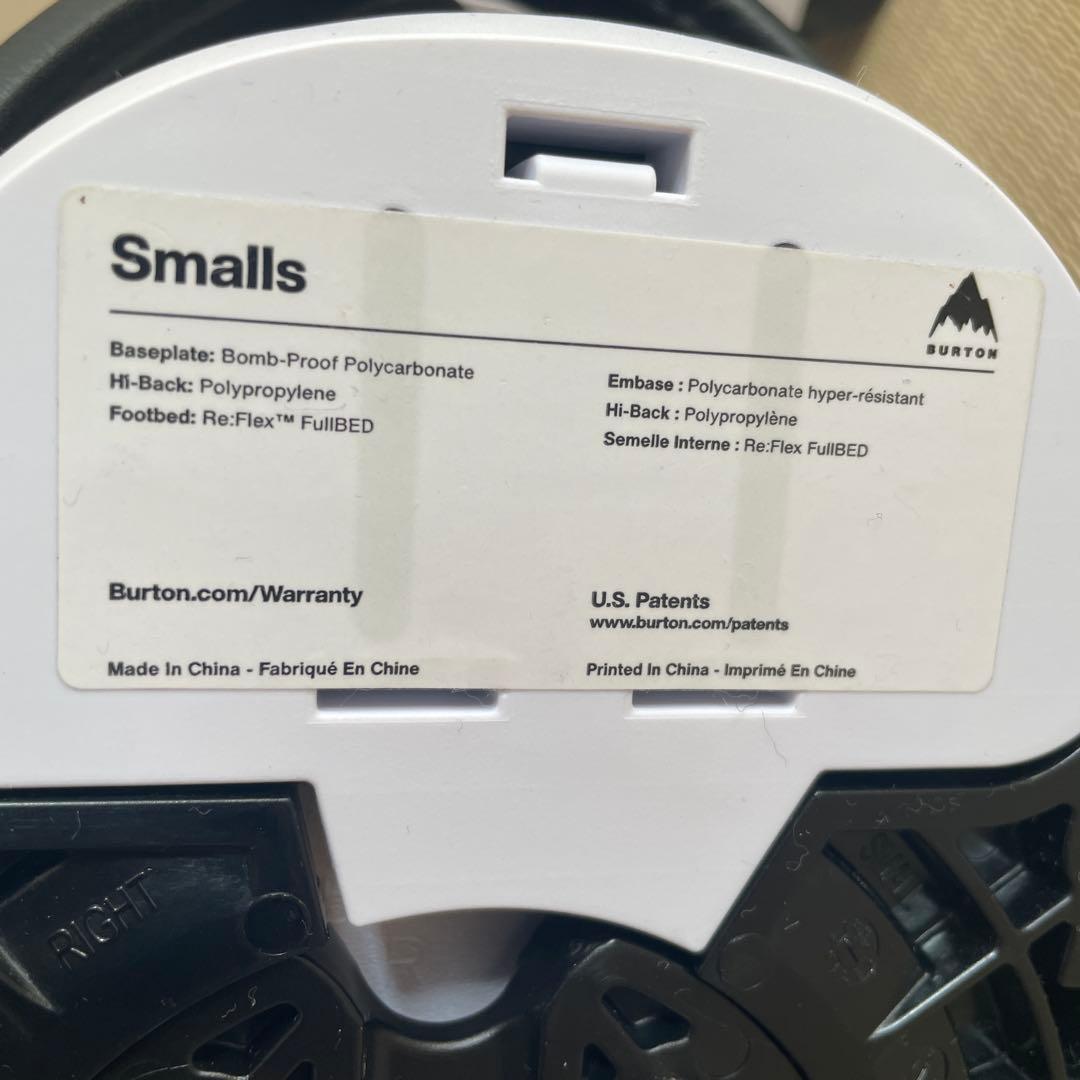 Smalls
BURTON
Baseplate: Bomb-Proof Polycarbonate
Hi-Back: Polypropylene
Footbed: Re:Flex™ FullBED
Embase : Polycarbonate hyper-résistant
Hi-Back : Polypropylène
Semelle Interne : Re:Flex FullBED
Burton.com/Warranty
U.S. Patents
www.burton.com/patents
Made In China - Fabriqué En Chine
Printed In China - Imprimé En Chine
RIGHT